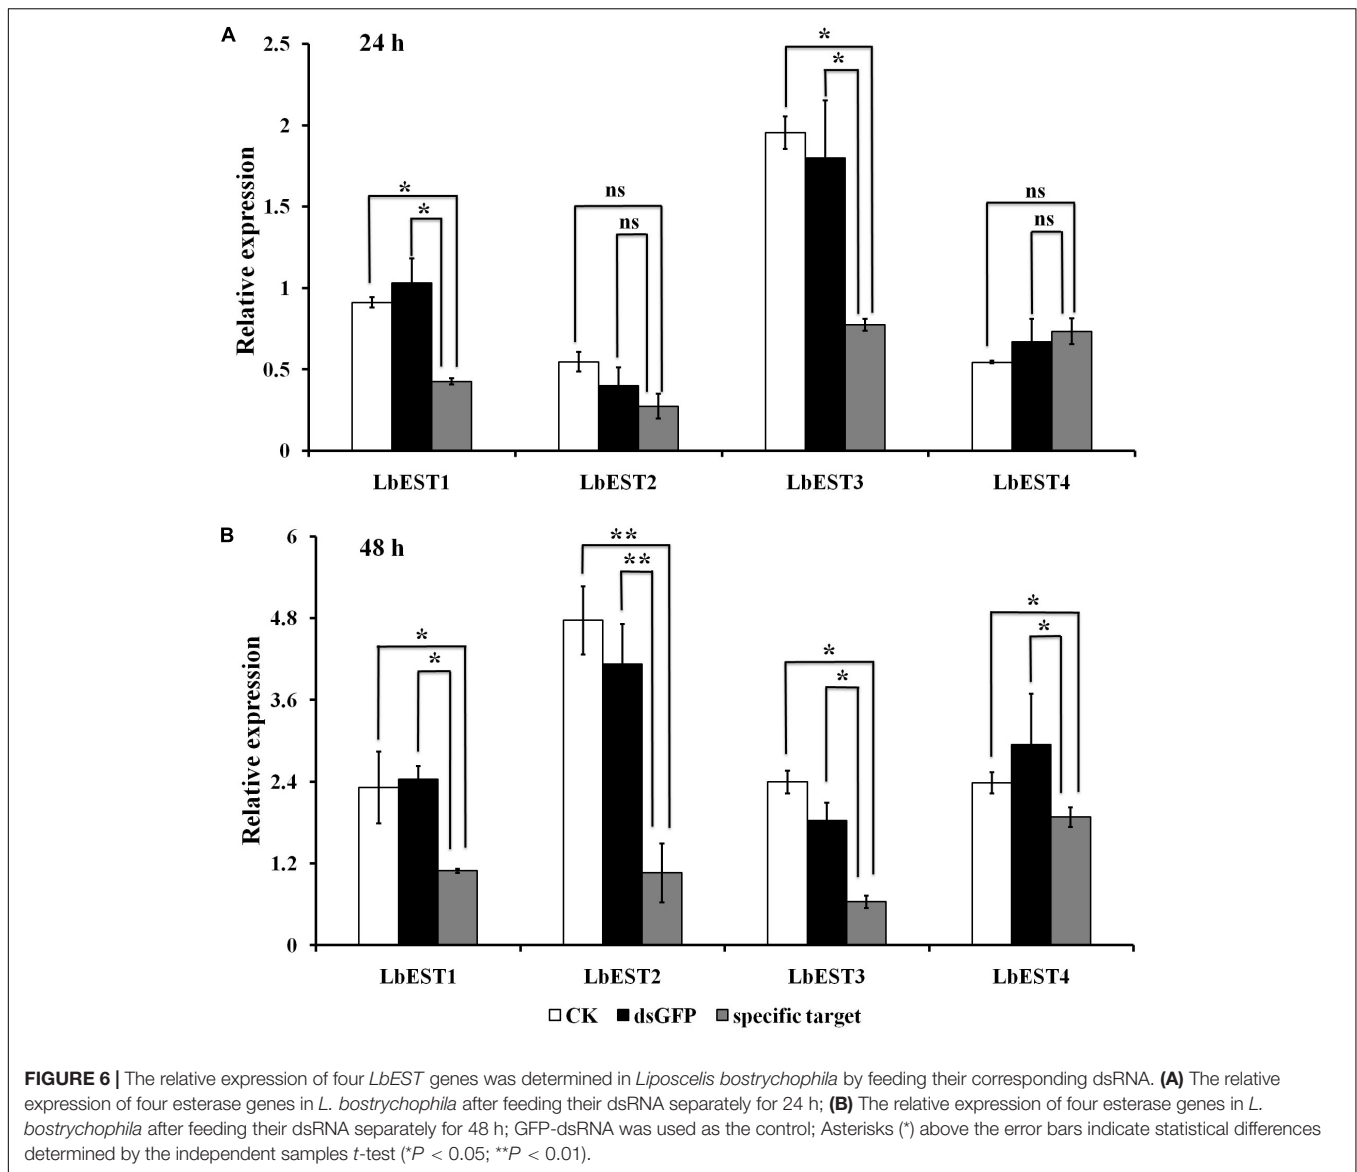 A
24 h
2.5
2
1.5
1
0.5
0
Relative expression
*
*
ns
ns
*
*
ns
ns
LbEST1 LbEST2 LbEST3 LbEST4
B
48 h
6
4.8
3.6
2.4
1.2
0
Relative expression
*
*
**
**
*
*
*
*
LbEST1 LbEST2 LbEST3 LbEST4
CK dsGFP specific target
FIGURE 6 | The relative expression of four LbEST genes was determined in Liposcelis bostrychophila by feeding their corresponding dsRNA. (A) The relative
expression of four esterase genes in L. bostrychophila after feeding their dsRNA separately for 24 h; (B) The relative expression of four esterase genes in L.
bostrychophila after feeding their dsRNA separately for 48 h; GFP-dsRNA was used as the control; Asterisks (*) above the error bars indicate statistical differences
determined by the independent samples t-test (*P < 0.05; **P < 0.01).